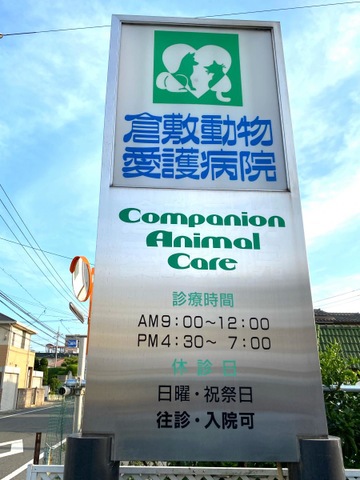 倉敷動物
愛護病院
Companion
Animal
Care
診療時間
AM9:00～12:00
PM4:30～ 7:00
休診日
日曜・祝祭日
往診・入院可